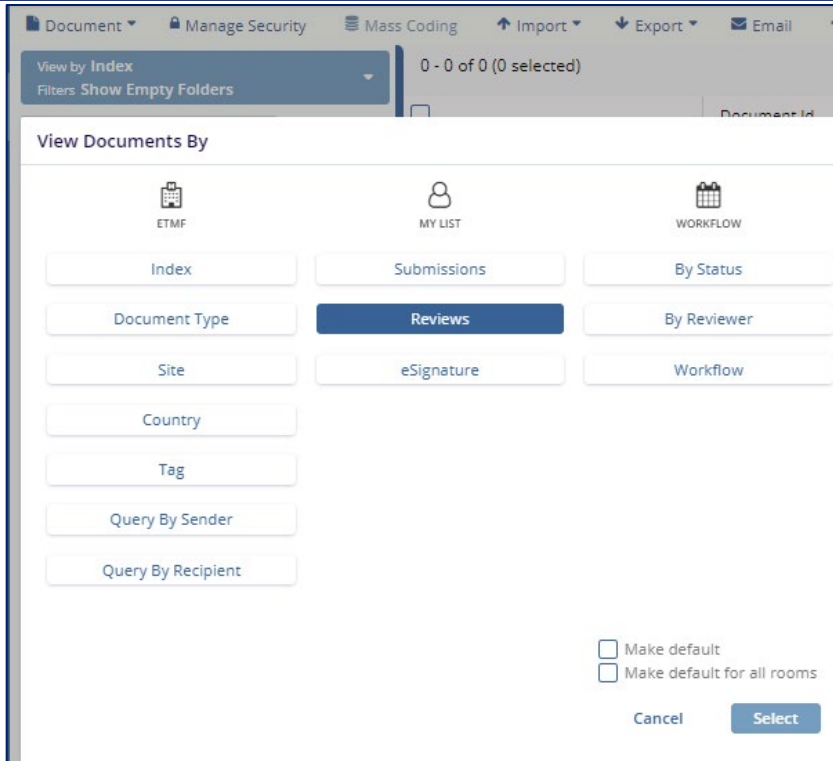 Document Manage Security Mass Coding Import Export Email
View by Index
Filters Show Empty Folders
0 - 0 of 0 (0 selected)
Document Id
View Documents By
ETMF MY LIST WORKFLOW
Index Submissions By Status
Document Type Reviews By Reviewer
Site eSignature Workflow
Country
Tag
Query By Sender
Query By Recipient
Make default
Make default for all rooms
Cancel Select